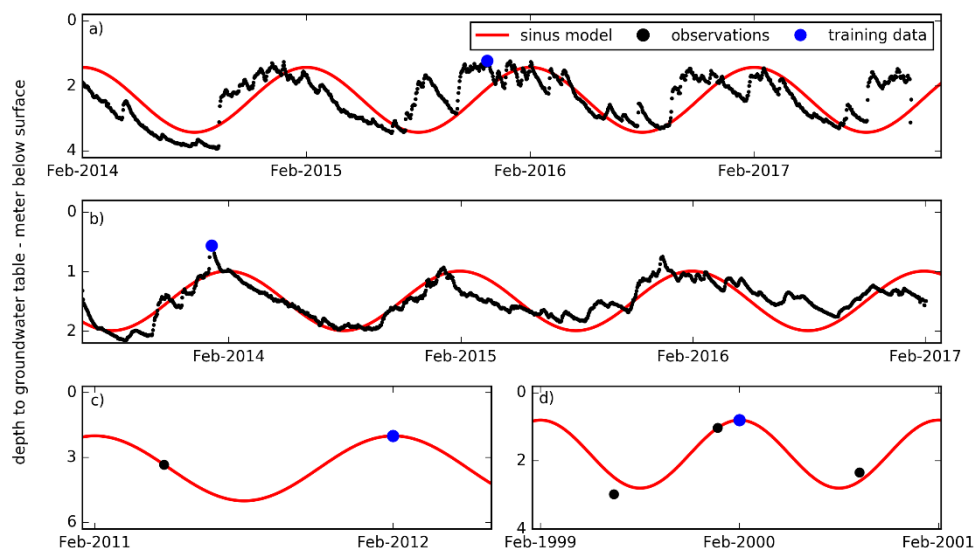 depth to groundwater table - meter below surface
a)
sinus model observations training data
0
2
4
Feb-2014 Feb-2015 Feb-2016 Feb-2017
b)
0
1
2
Feb-2014 Feb-2015 Feb-2016 Feb-2017
c)
0
3
6
Feb-2011 Feb-2012
d)
0
2
4
Feb-1999 Feb-2000 Feb-2001